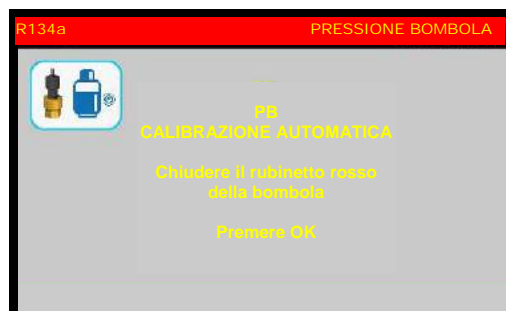 R134a PRESSIONE BOMBOLA
PB
CALIBRAZIONE AUTOMATICA
Chiudere il rubinetto rosso
della bombola
Premere OK